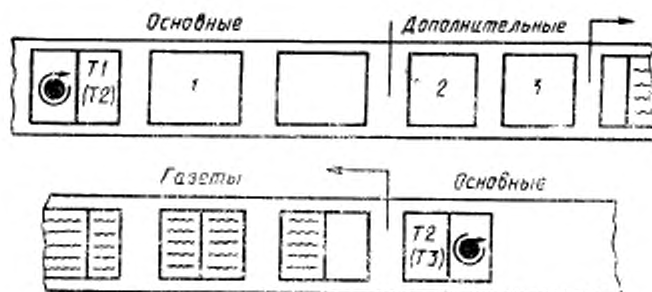 Основные Дополнительные
Т1
(Т2) 1 2 3
Газеты Основные
Т2
(Т3)